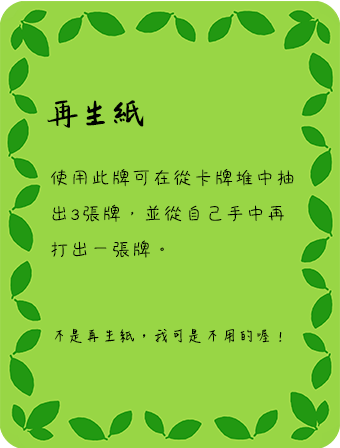 再生紙
使用此牌可在從卡牌堆中抽
出3張牌，並從自己手中再
打出一張牌。
不是再生紙，我可是不用的喔！